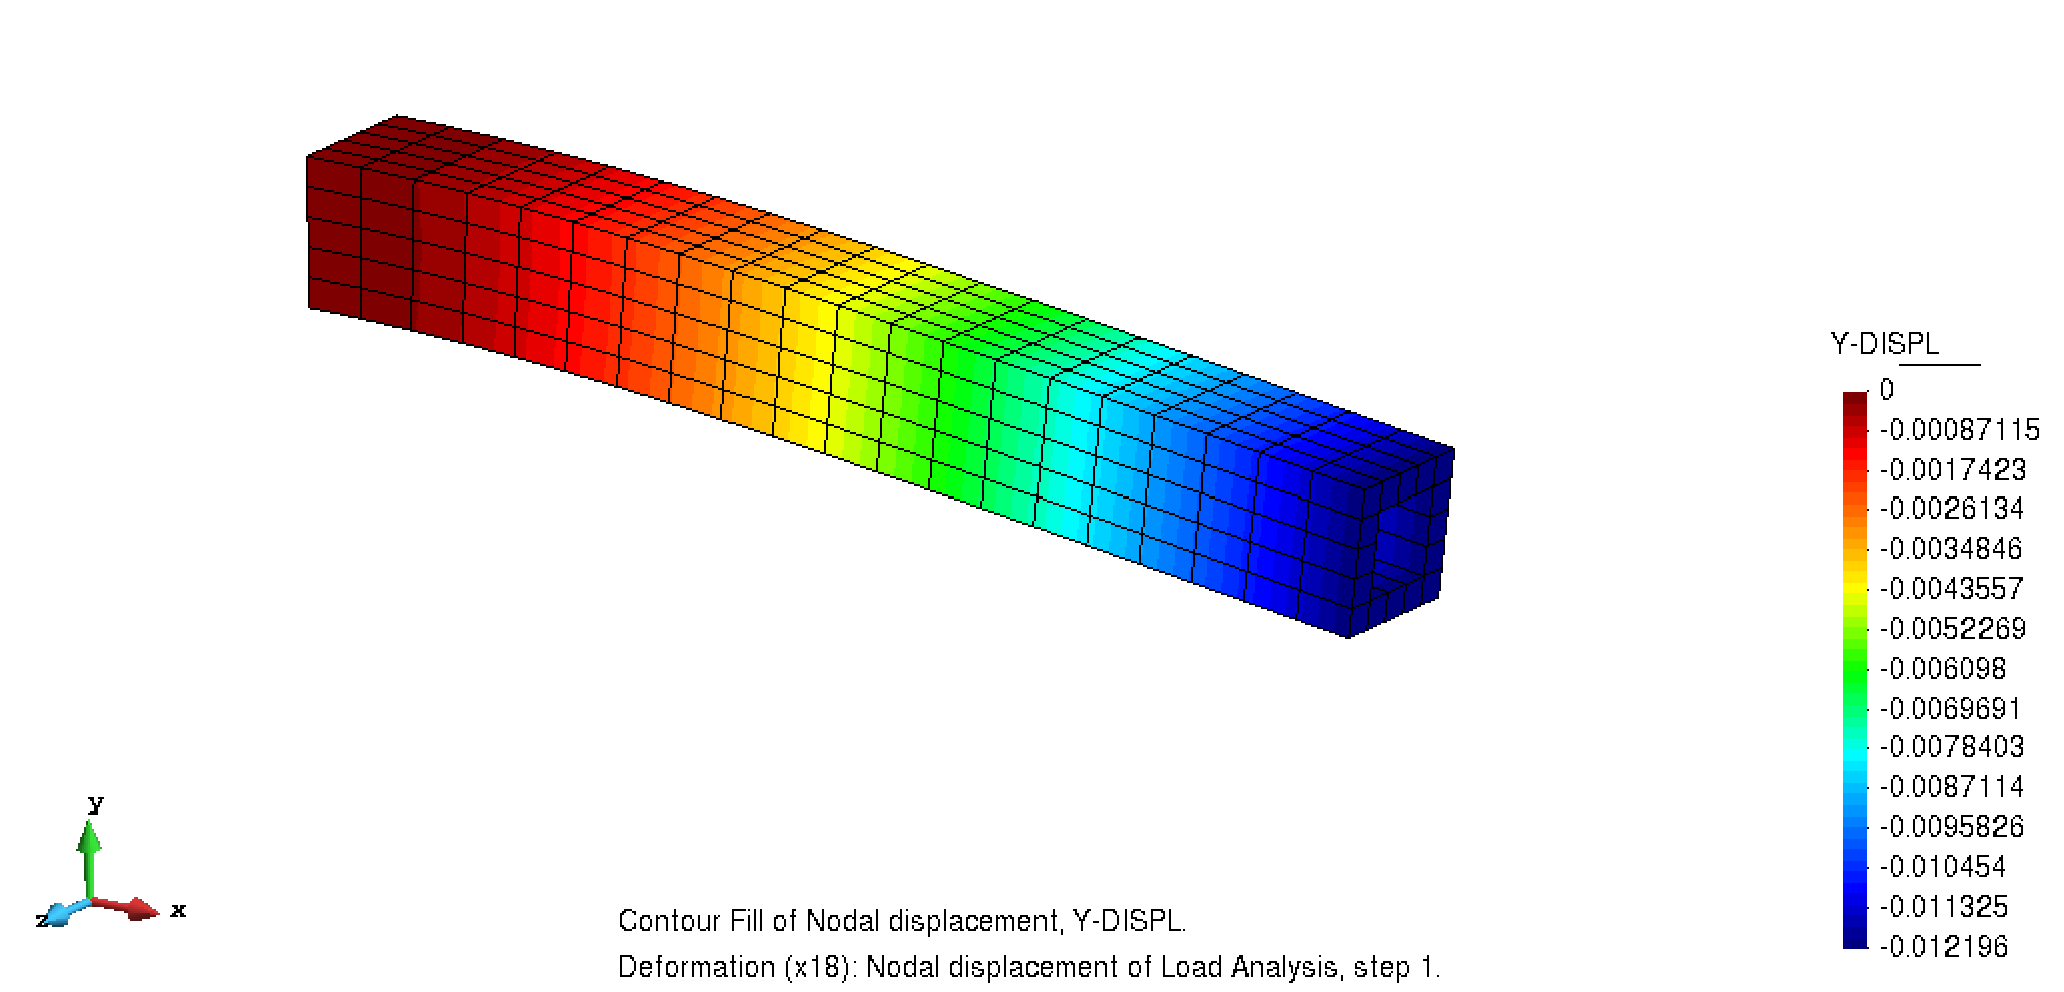 Y-DISPL
0
-0.00087115
-0.0017423
-0.0026134
-0.0034846
-0.0043557
-0.0052269
-0.006098
-0.0069691
-0.0078403
-0.0087114
-0.0095826
-0.010454
-0.011325
-0.012196
y
x
z
Contour Fill of Nodal displacement, Y-DISPL.
Deformation (x18): Nodal displacement of Load Analysis, step 1.